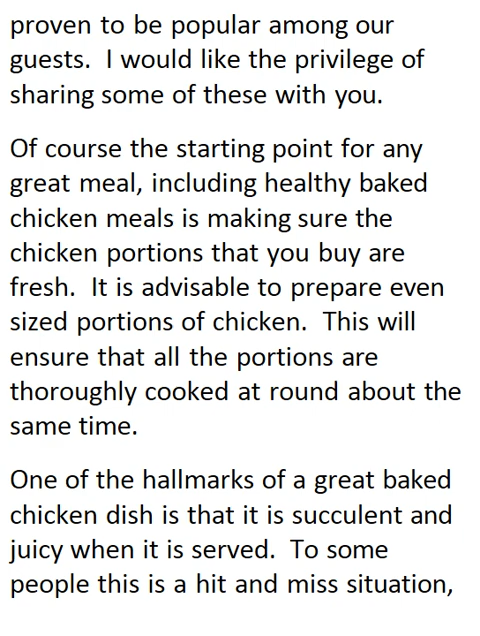 proven to be popular among our
guests.  I would like the privilege of
sharing some of these with you.
Of course the starting point for any
great meal, including healthy baked
chicken meals is making sure the
chicken portions that you buy are
fresh.  It is advisable to prepare even
sized portions of chicken.  This will
ensure that all the portions are
thoroughly cooked at round about the
same time.
One of the hallmarks of a great baked
chicken dish is that it is succulent and
juicy when it is served.  To some
people this is a hit and miss situation,